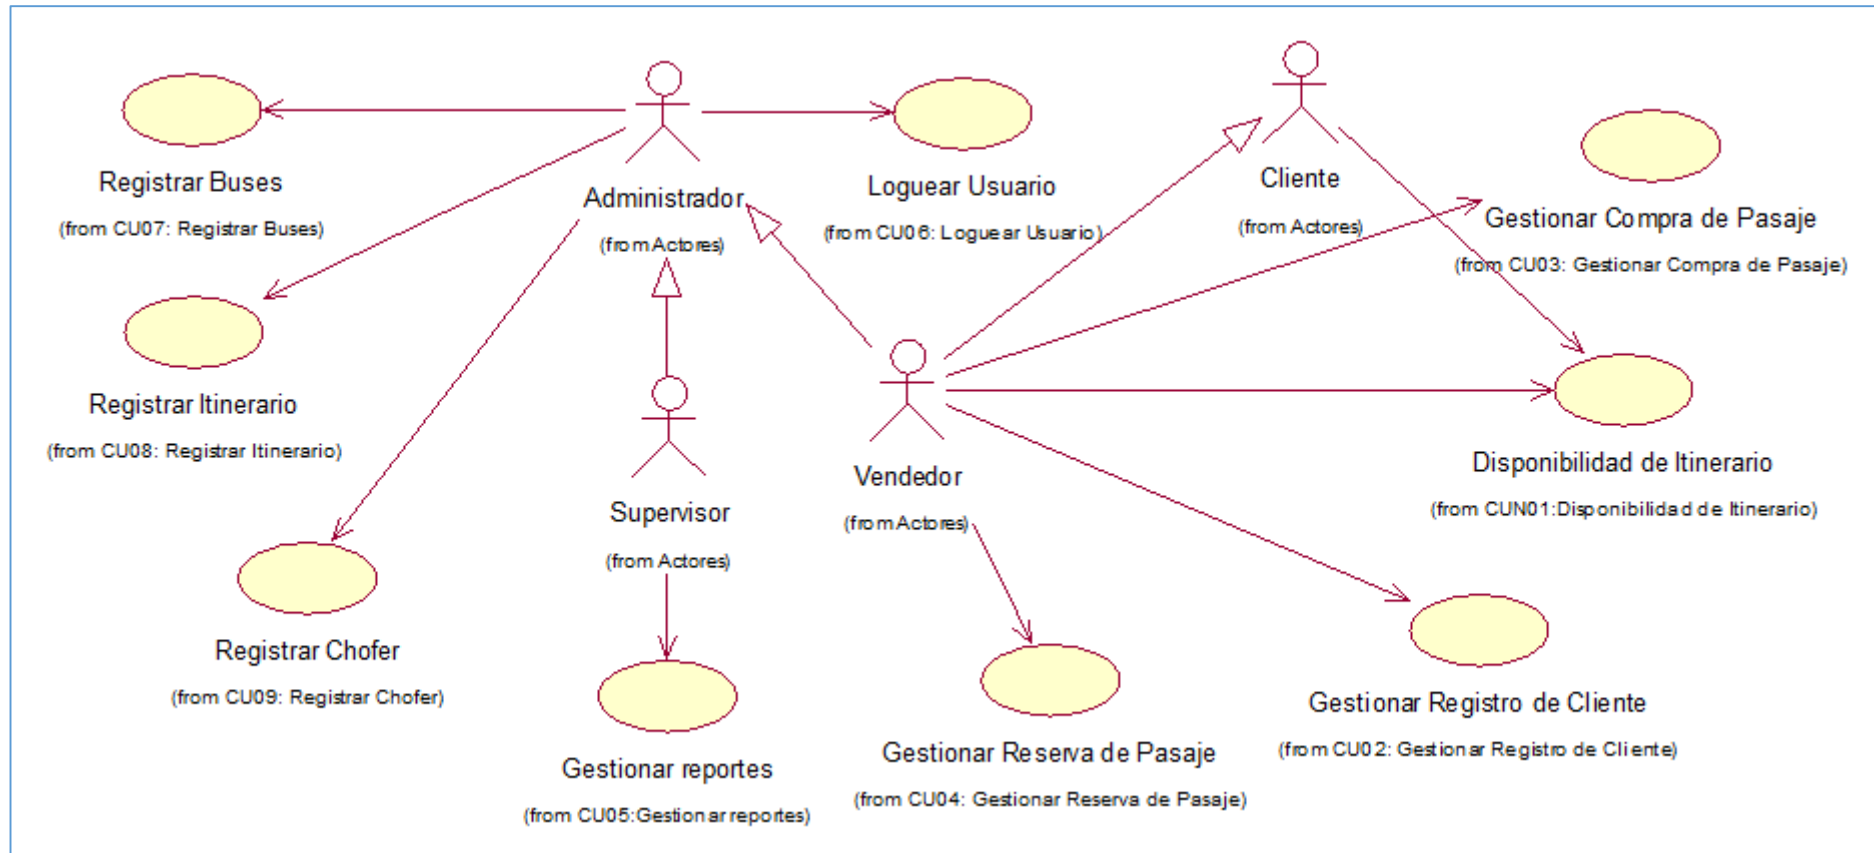 Registrar Buses
(from CU07: Registrar Buses)
Administrador
(from Actores)
Loguear Usuario
(from CU06: Loguear Usuario)
Cliente
(from Actores)
Gestionar Compra de Pasaje
(from CU03: Gestionar Compra de Pasaje)
Registrar Itinerario
(from CU08: Registrar Itinerario)
Supervisor
(from Actores)
Vendedor
(from Actores)
Disponibilidad de Itinerario
(from CUN01:Disponibilidad de Itinerario)
Registrar Chofer
(from CU09: Registrar Chofer)
Gestionar reportes
(from CU05:Gestionar reportes)
Gestionar Reserva de Pasaje
(from CU04: Gestionar Reserva de Pasaje)
Gestionar Registro de Cliente
(from CU02: Gestionar Registro de Cliente)